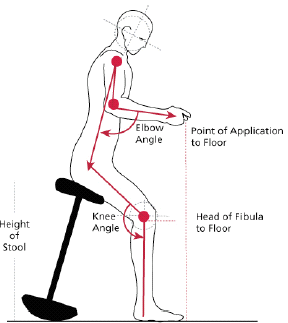 Elbow
Angle
Point of Application
to Floor
Knee
Angle
Head of Fibula
to Floor
Height
of
Stool